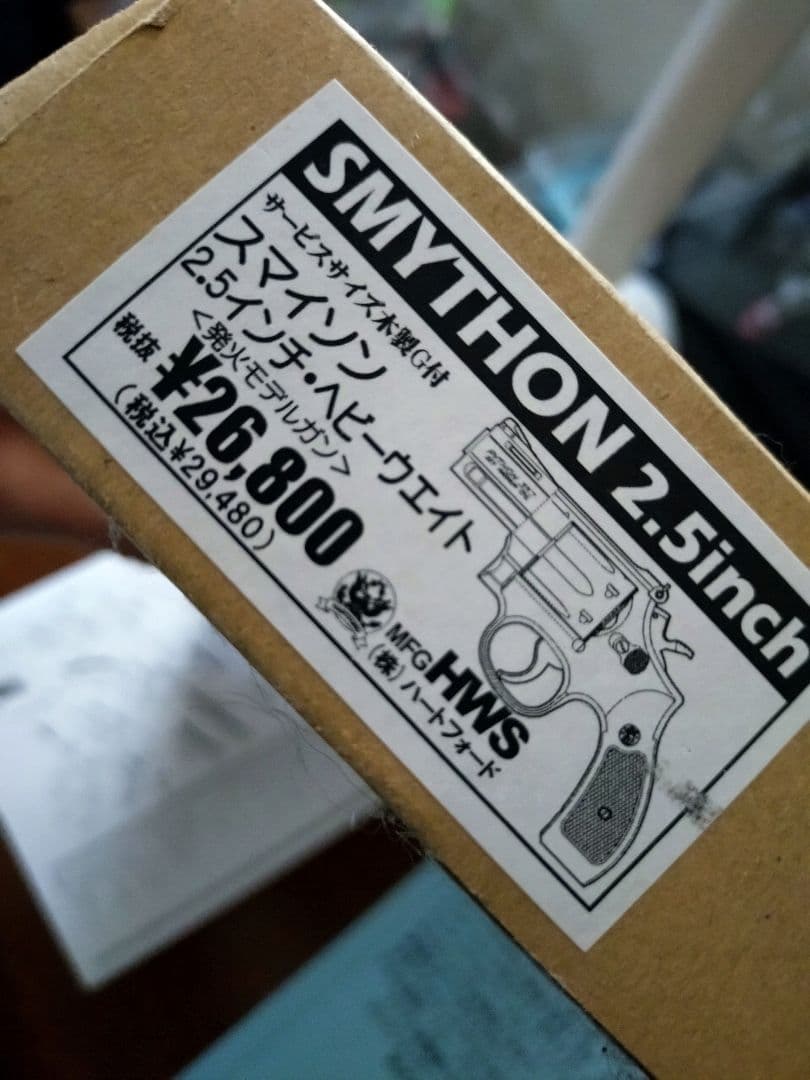 SMYTHON 2.5inch
サービスサイズ木製G付
スマイソン
2.5インチ・ヘビーウエイト
<発火モデルガン>
税抜 ¥26,800
(税込¥29,480)
MFG HWS
(株)ハートフォード